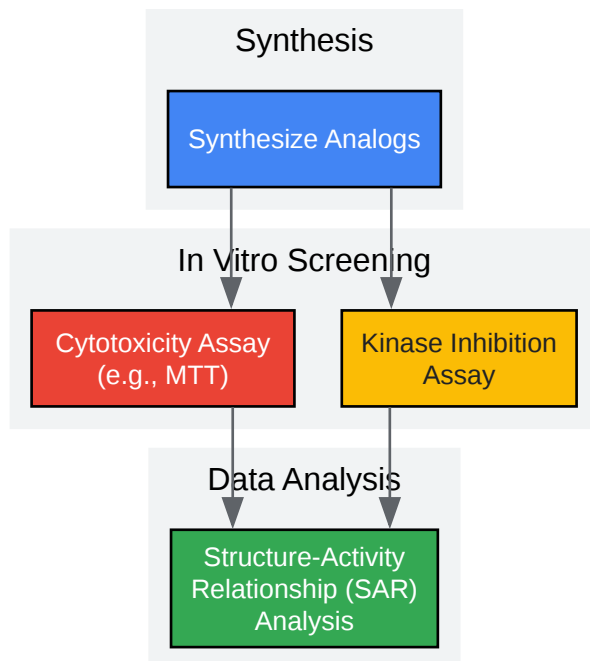 Synthesis
Synthesize Analogs
In Vitro Screening
Cytotoxicity Assay
(e.g., MTT)
Kinase Inhibition
Assay
Data Analysis
Structure-Activity
Relationship (SAR)
Analysis